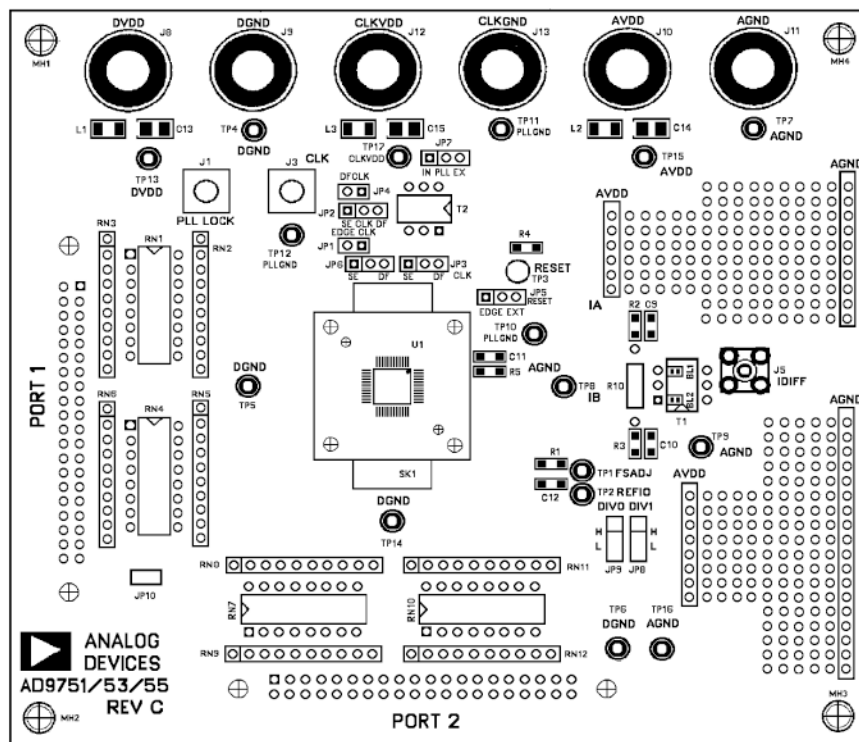 DVDD DGND CLKVDD CLKGND AVDD AGND
J8 J9 J12 J13 J10 J11
MH1 MH4
L1 C13 TP4 L3 C15 TP11 L2 C14 TP7
DGND TP17 PLLGND AGND
CLKVDD JP7
TP13 TP15
DVDD J1 J3 CLK IN PLL EX AVDD AGND
DFCLK
JP4
AVDD
JP2 T2
PLL LOCK SE CLK DF
RN3 RN1 RN2 TP12 EDGE CLK R4
PLLGND JP1
JP6 JP3 RESET
SE DF SE DF CLK TP3
JP5
RESET
EDGE EXT IA R2 C9
TP10
PLLGND
U1
DGND C11 AGND
R5 TP8 IB R10 BL1 J5
IDIFF
TP5 BL2
PORT 1 RN6 RN4 RN5 T1 AGND
R3 C10 TP9
AGND
R1 TP1 FSADJ AVDD
SK1
C12 TP2 REFIO
DGND DIV0 DIV1
TP14 H H
L L
JP10 RN8 RN11 JP9 JP8
RN7 RN10
TP6 TP16
DGND AGND
RN9 RN12
ANALOG
DEVICES
AD9751/53/55
REV C
MH2 PORT 2 MH3